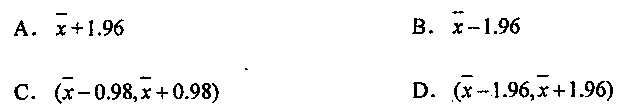 A. x̄+1.96 B. x̄-1.96
C. (x̄-0.98,x̄+0.98) D. (x̄-1.96,x̄+1.96)